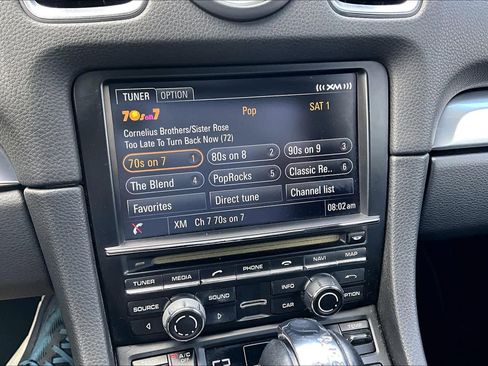 TUNER OPTION XM
70s on 7 Pop SAT 1
Cornelius Brothers/Sister Rose
Too Late To Turn Back Now (72)
70s on 7 1 80s on 8 2 90s on 9 3
The Blend 4 PopRocks 5 Classic Re.. 6
Favorites Direct tune Channel list
XM Ch 7 70s on 7 08:02am
TUNER MEDIA PHONE NAVI MAP
SOURCE SOUND INFO
CAR OPTION
A/C OFF TEMP